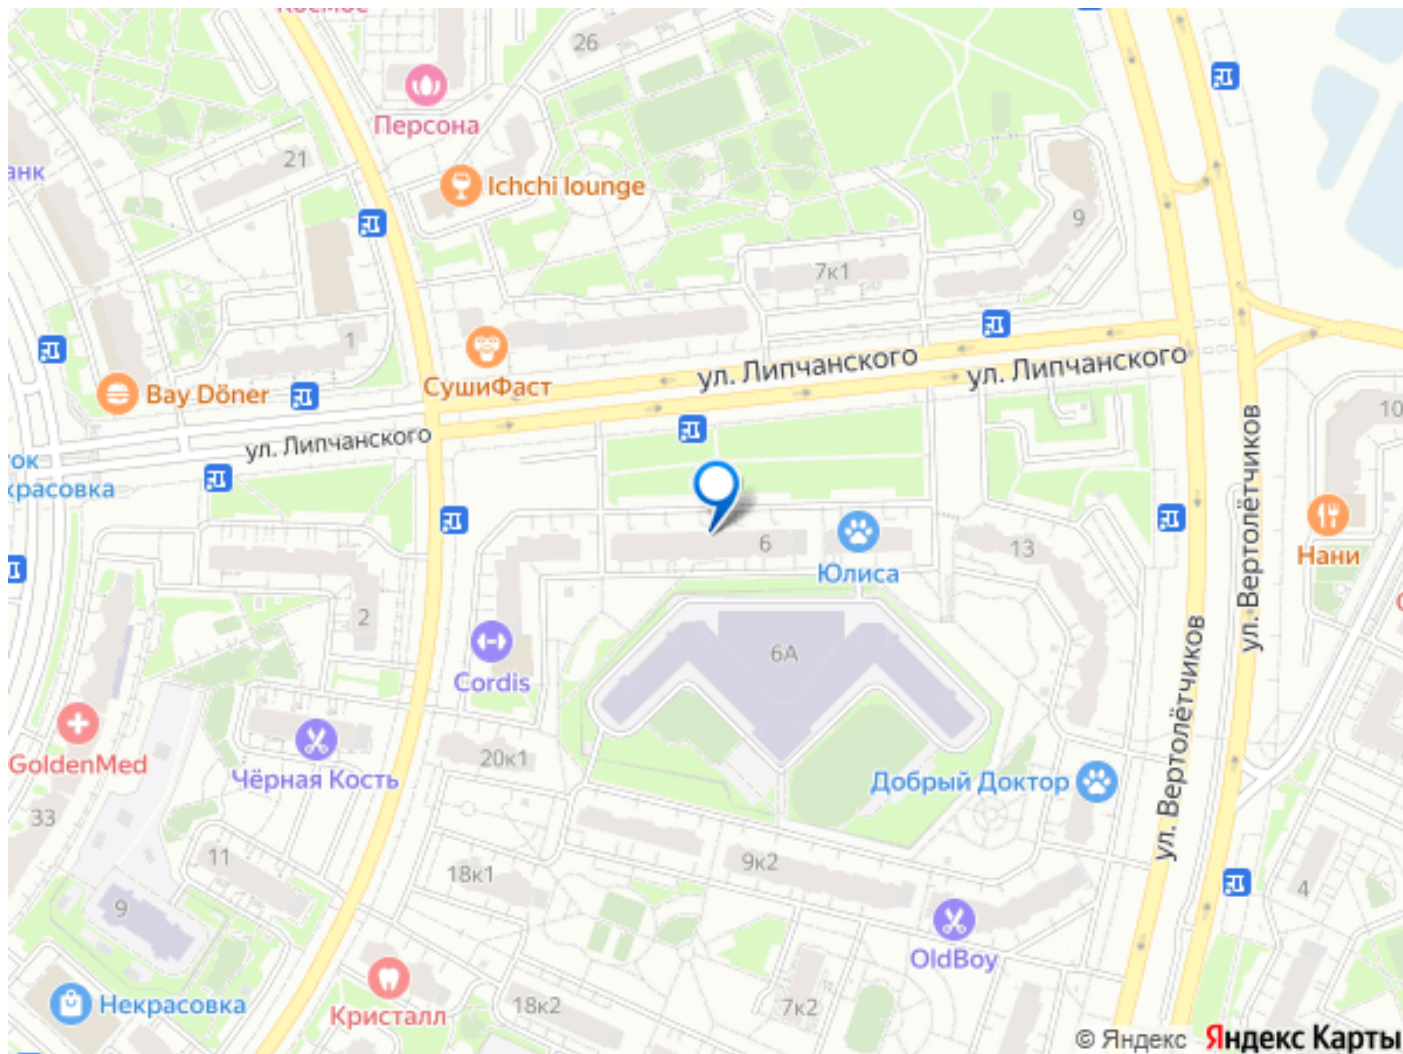 Космос
26
Персона
21
анк
Ichchi lounge
9
7к1
1
СушиФаст
ул. Липчанского
ул. Липчанского
Bay Döner
10
ул. Липчанского
ок
красовка
ул. Вертолётчиков
6
Юлиса
13
Нани
2
6А
Cordis
ул. Вертолётчиков
GoldenMed
20к1
Чёрная Кость
Добрый Доктор
33
11
18к1
9к2
4
9
OldBoy
Некрасовка
Кристалл
18к2
7к2
© Яндекс Яндекс Карты